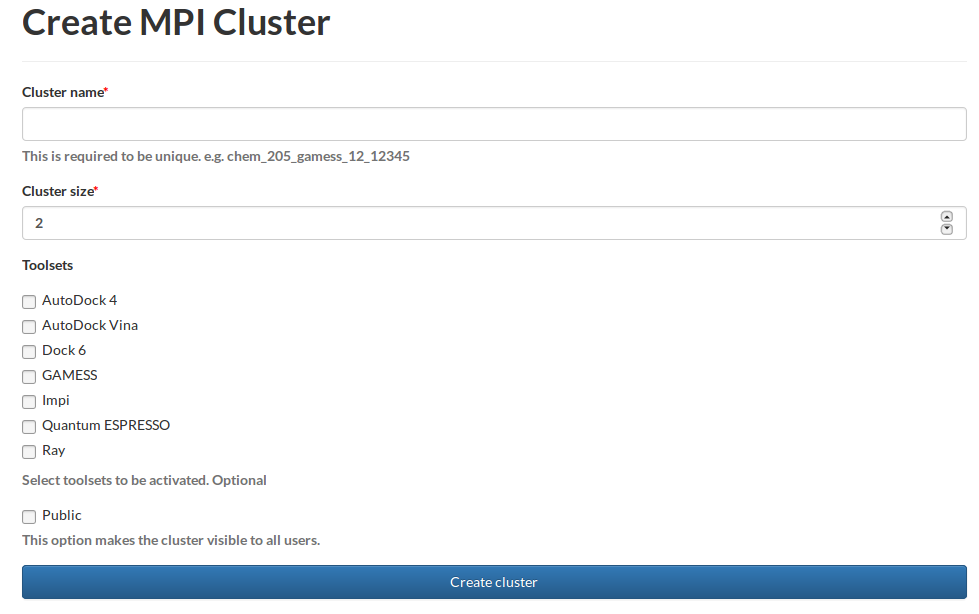 Create MPI Cluster
Cluster name*
This is required to be unique. e.g. chem_205_gamess_12_12345
Cluster size*
2
Toolsets
AutoDock 4
AutoDock Vina
Dock 6
GAMESS
Impi
Quantum ESPRESSO
Ray
Select toolsets to be activated. Optional
Public
This option makes the cluster visible to all users.
Create cluster